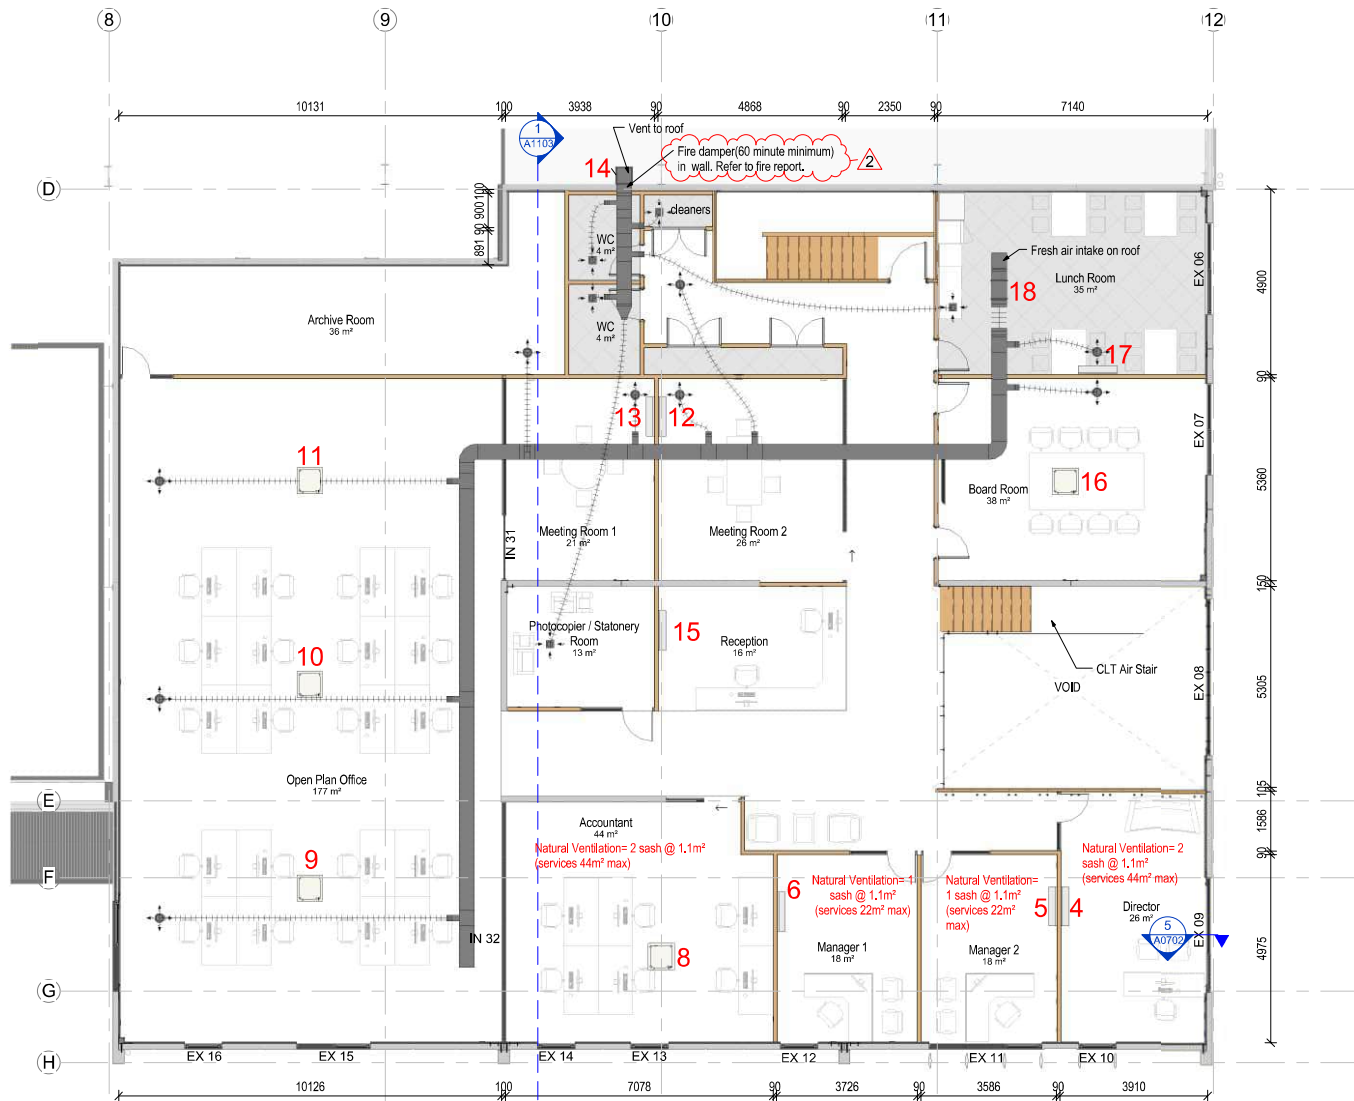 8
9
10
11
12
10131
100
3938
90
4868
90
2350
90
7140
1
A1103
Vent to roof
Fire damper(60 minute minimum)
in wall. Refer to fire report.
2
14
D
100
900
90
891
cleaners
WC
4 m²
Fresh air intake on roof
Lunch Room
35 m²
18
EX 06
4900
Archive Room
36 m²
WC
4 m²
17
90
13
12
EX 07
11
16
Board Room
38 m²
5360
Meeting Room 1
21 m²
Meeting Room 2
26 m²
IN 31
150
Photocopier / Statonery
Room
13 m²
15
Reception
16 m²
10
CLT Air Stair
VOID
EX 08
5305
Open Plan Office
177 m²
E
105
Accountant
44 m²
Natural Ventilation= 2 sash @ 1.1m²
(services 44m² max)
1586
90
Natural Ventilation= 2
sash @ 1.1m²
(services 44m² max)
F
9
6
Natural Ventilation= 1
sash @ 1.1m²
(services 22m² max)
Natural Ventilation=
1 sash @ 1.1m²
(services 22m²
max)
5
4
Director
26 m²
5
A0702
EX 09
IN 32
8
Manager 1
18 m²
Manager 2
18 m²
4975
G
H
EX 16
EX 15
EX 14
EX 13
EX 12
EX 11
EX 10
10126
100
7078
90
3726
90
3586
90
3910